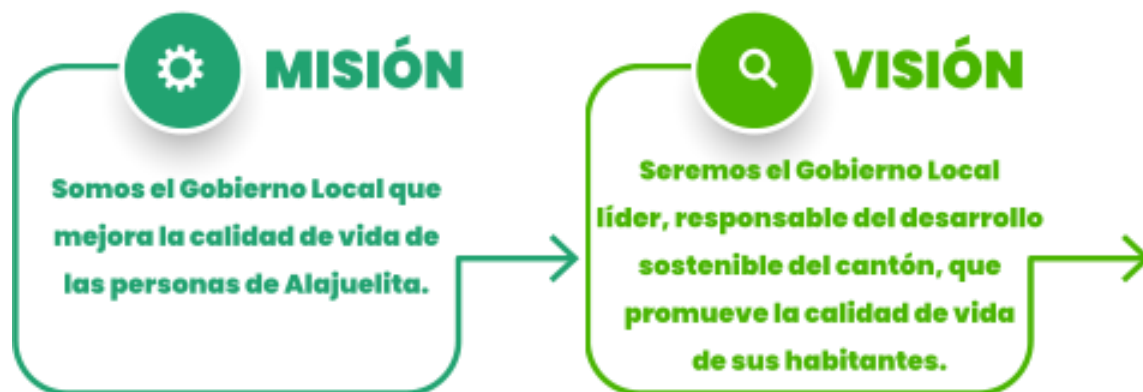 MISIÓN
Somos el Gobierno Local que
mejora la calidad de vida de
las personas de Alajuelita.
VISIÓN
Seremos el Gobierno Local
líder, responsable del desarrollo
sostenible del cantón, que
promueve la calidad de vida
de sus habitantes.